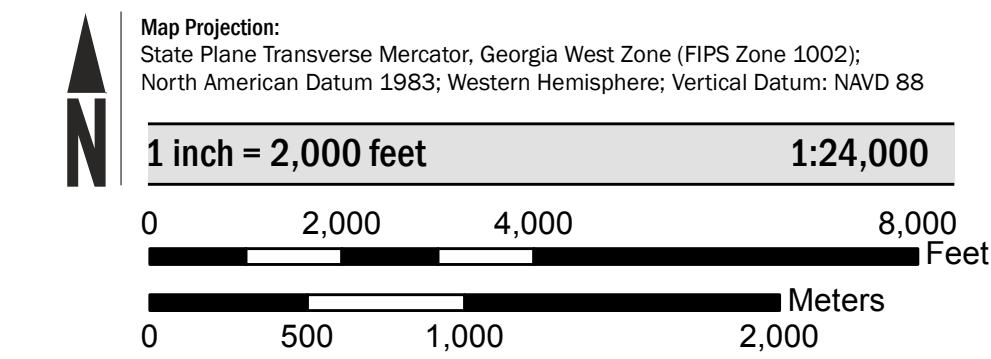 Map Projection:
State Plane Transverse Mercator, Georgia West Zone (FIPS Zone 1002);
North American Datum 1983; Western Hemisphere; Vertical Datum: NAVD 88
N
1 inch = 2,000 feet 1:24,000
0 2,000 4,000 8,000
Feet
Meters
0 500 1,000 2,000